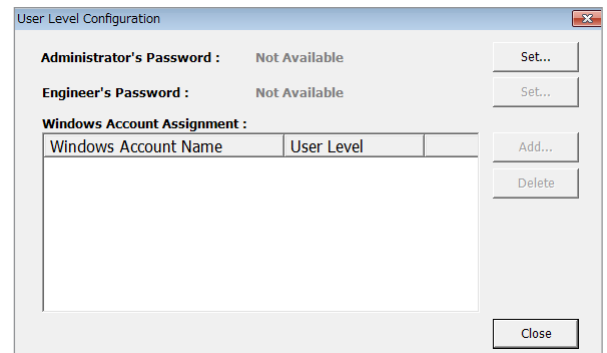 User Level Configuration
Administrator's Password : Not Available Set...
Engineer's Password : Not Available Set...
Windows Account Assignment :
Windows Account Name User Level Add...
Delete
Close